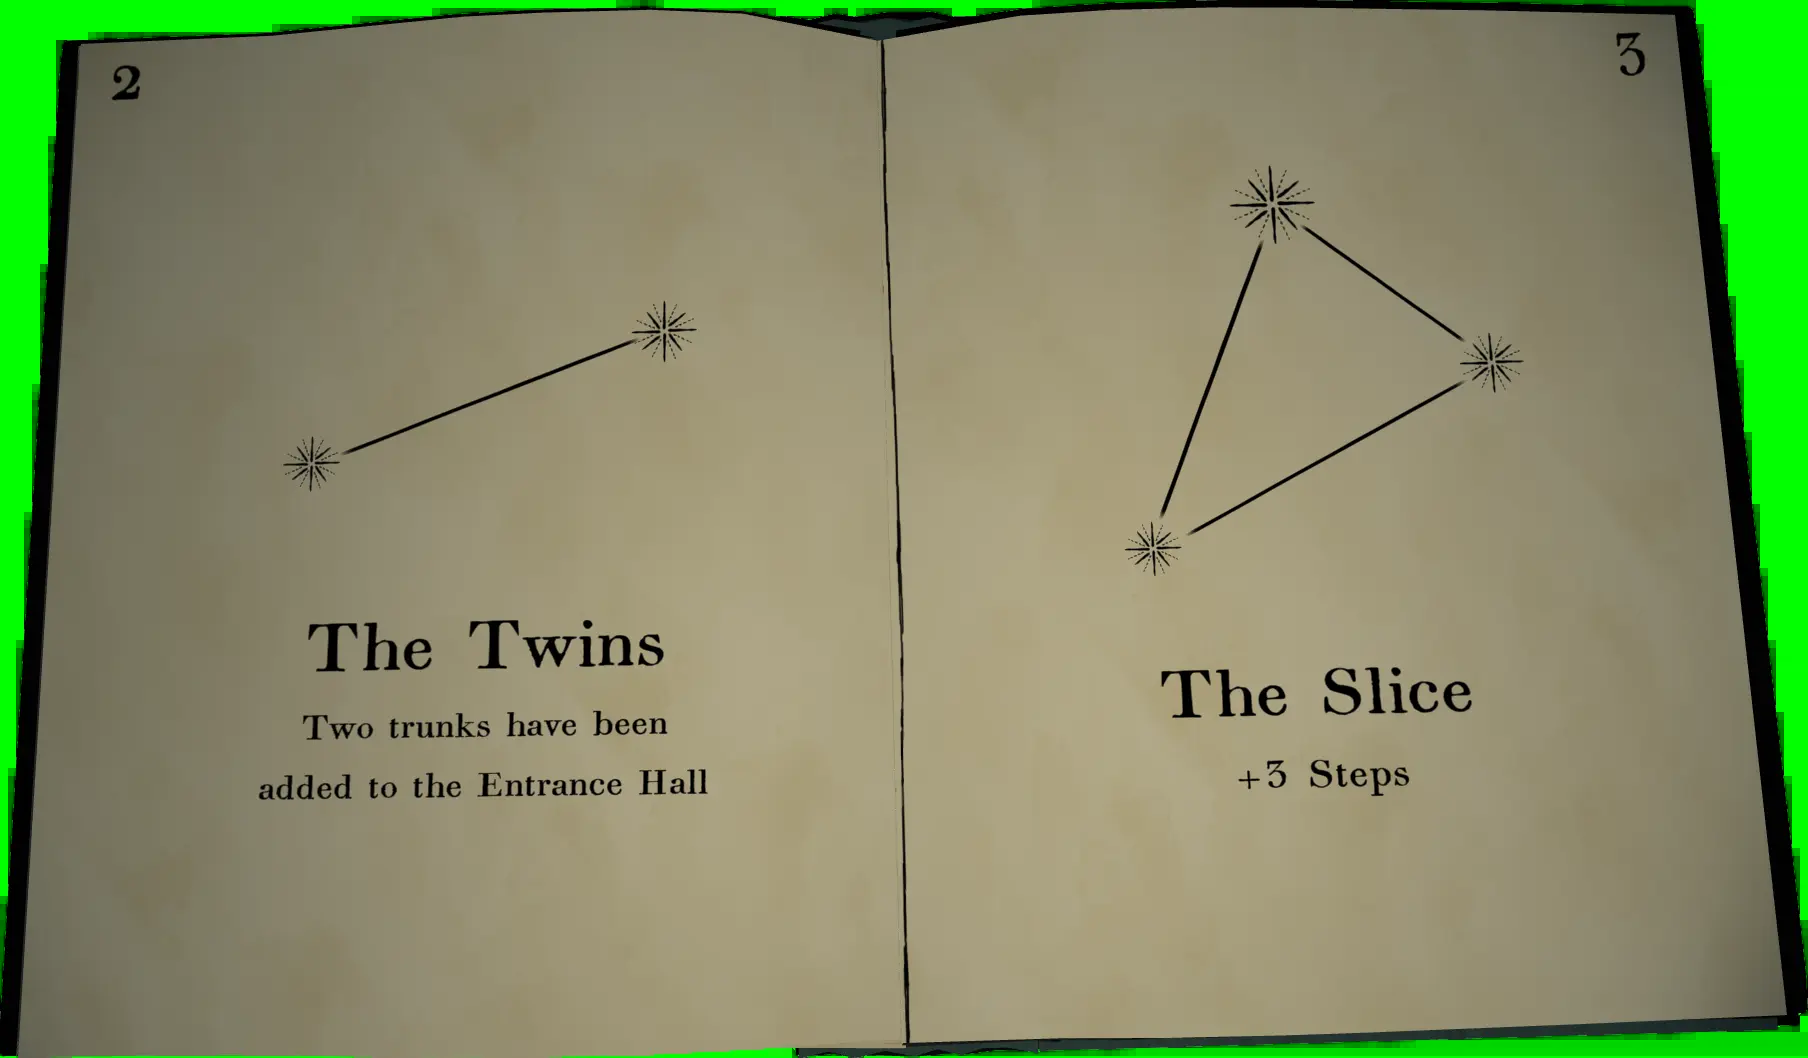 2
The Twins
Two trunks have been
added to the Entrance Hall
3
The Slice
+3 Steps